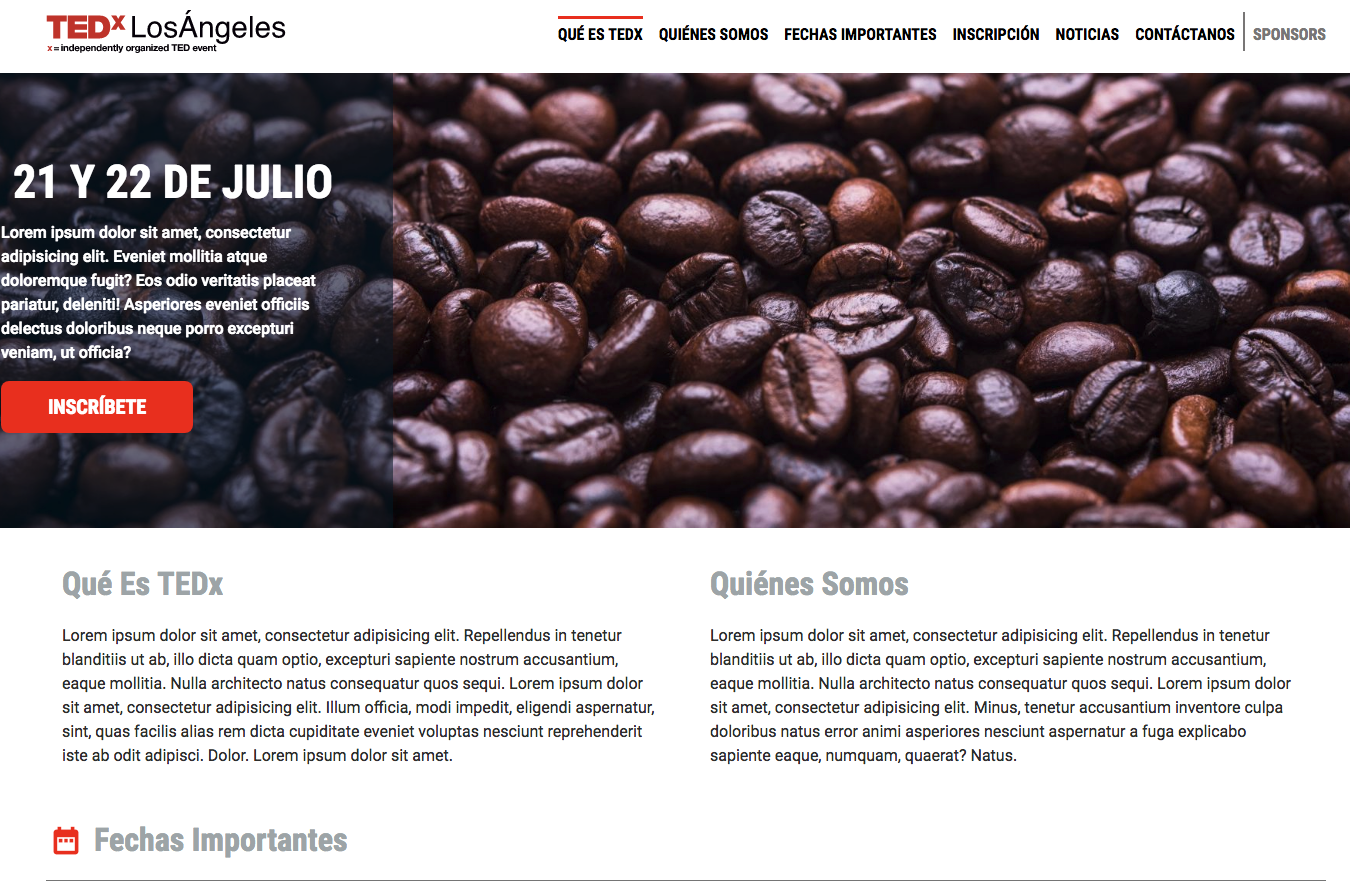 TEDx LosÁngeles
x = independently organized TED event
QUÉ ES TEDX QUIÉNES SOMOS FECHAS IMPORTANTES INSCRIPCIÓN NOTICIAS CONTÁCTANOS SPONSORS
21 Y 22 DE JULIO
Lorem ipsum dolor sit amet, consectetur
adipisicing elit. Eveniet mollitia atque
doloremque fugit? Eos odio veritatis placeat
pariatur, deleniti! Asperiores eveniet officiis
delectus doloribus neque porro excepturi
veniam, ut officia?
INSCRÍBETE
Qué Es TEDx
Lorem ipsum dolor sit amet, consectetur adipisicing elit. Repellendus in tenetur
blanditiis ut ab, illo dicta quam optio, excepturi sapiente nostrum accusantium,
eaque mollitia. Nulla architecto natus consequatur quos sequi. Lorem ipsum dolor
sit amet, consectetur adipisicing elit. Illum officia, modi impedit, eligendi aspernatur,
sint, quas facilis alias rem dicta cupiditate eveniet voluptas nesciunt reprehenderit
iste ab odit adipisci. Dolor. Lorem ipsum dolor sit amet.
Quiénes Somos
Lorem ipsum dolor sit amet, consectetur adipisicing elit. Repellendus in tenetur
blanditiis ut ab, illo dicta quam optio, excepturi sapiente nostrum accusantium,
eaque mollitia. Nulla architecto natus consequatur quos sequi. Lorem ipsum dolor
sit amet, consectetur adipisicing elit. Minus, tenetur accusantium inventore culpa
doloribus natus error animi asperiores nesciunt aspernatur a fuga explicabo
sapiente eaque, numquam, quaerat? Natus.
Fechas Importantes